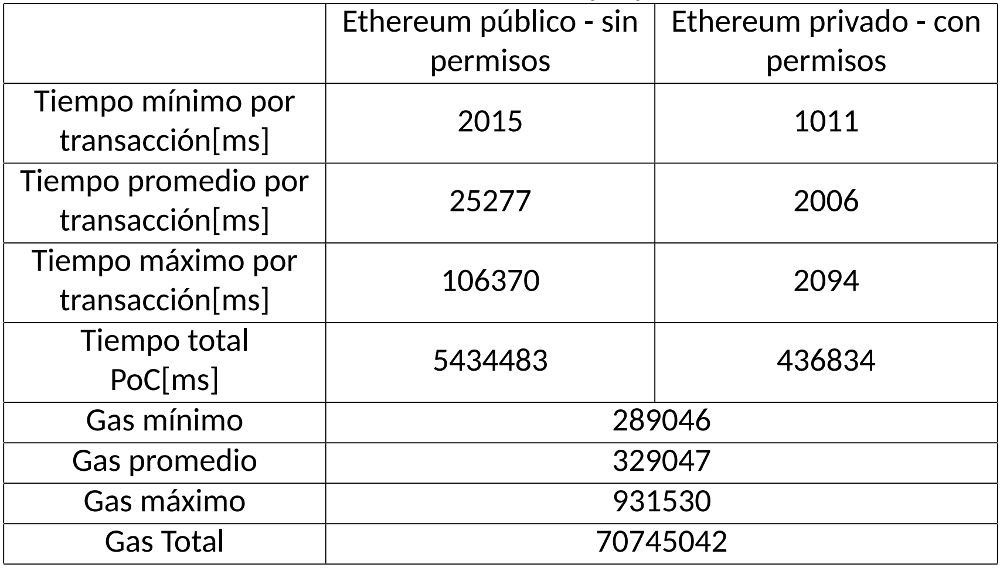 Ethereum público - sin
permisos
Ethereum privado - con
permisos
Tiempo mínimo por
transacción[ms]
2015
1011
Tiempo promedio por
transacción[ms]
25277
2006
Tiempo máximo por
transacción[ms]
106370
2094
Tiempo total
PoC[ms]
5434483
436834
Gas mínimo
289046
Gas promedio
329047
Gas máximo
931530
Gas Total
70745042